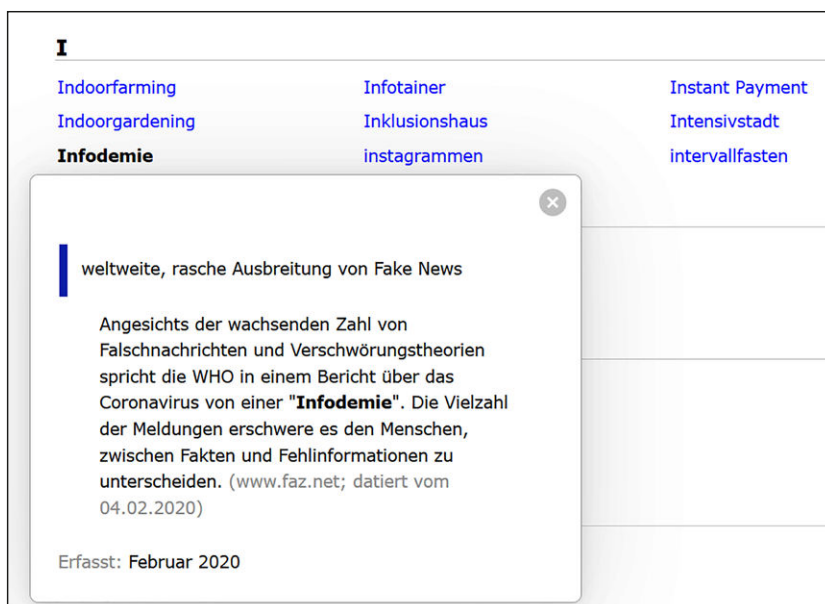 I
Indoorfarming Infotainer Instant Payment
Indoorgardening Inklusionshaus Intensivstadt
Infodemie instagrammen intervallfasten
weltweite, rasche Ausbreitung von Fake News
Angesichts der wachsenden Zahl von
Falschnachrichten und Verschwörungstheorien
spricht die WHO in einem Bericht über das
Coronavirus von einer "Infodemie". Die Vielzahl
der Meldungen erschwere es den Menschen,
zwischen Fakten und Fehlinformationen zu
unterscheiden. (www.faz.net; datiert vom
04.02.2020)
Erfasst: Februar 2020